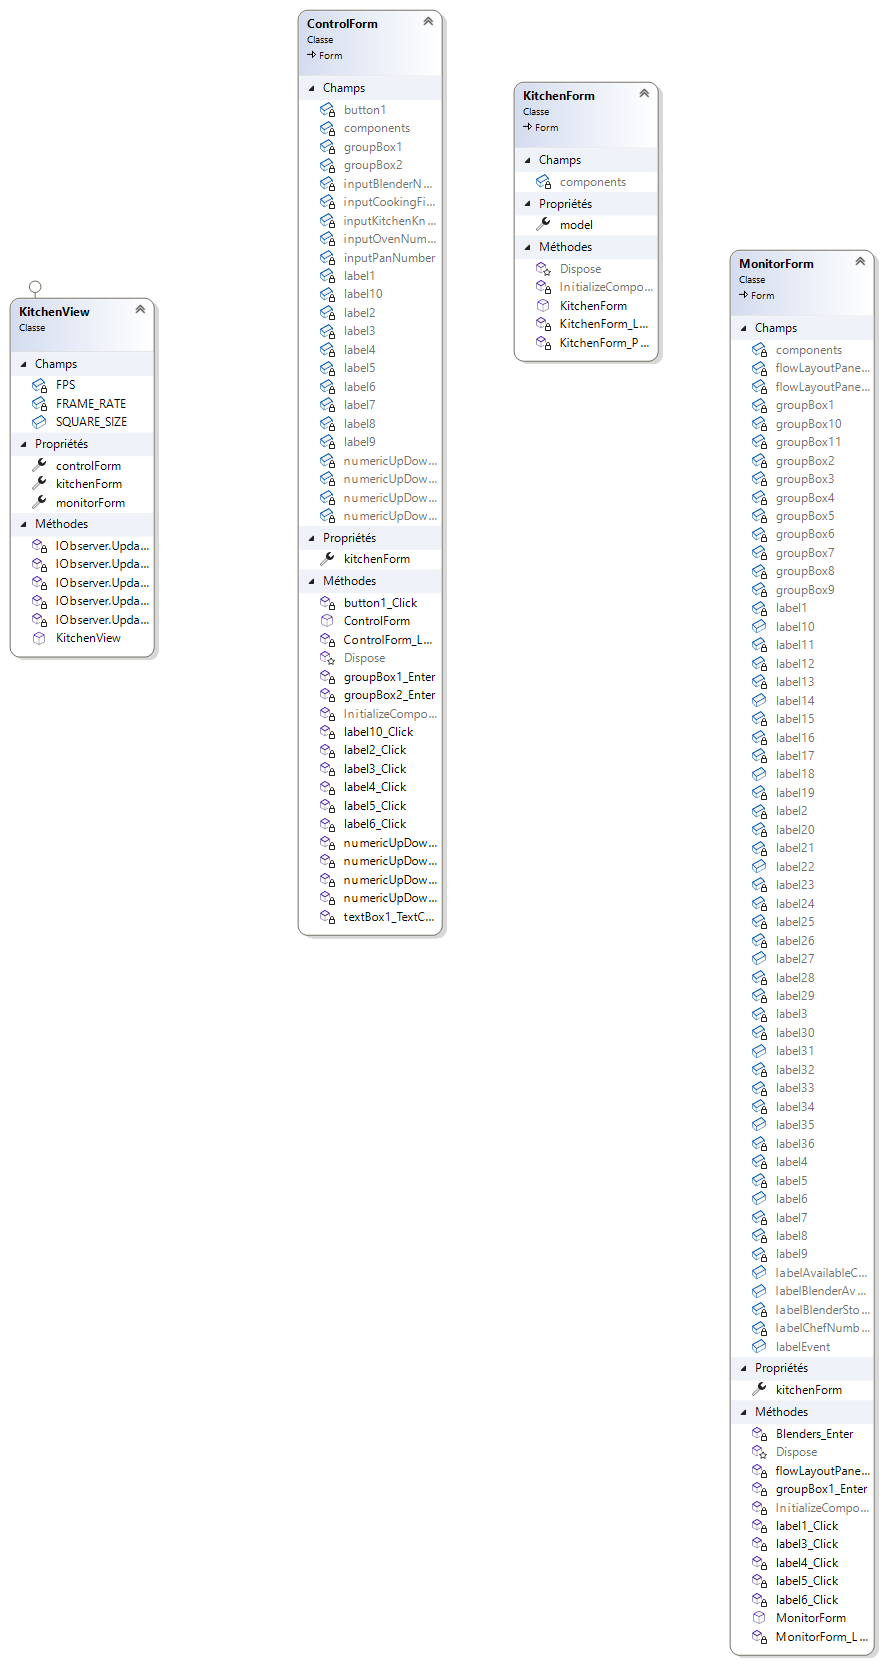 KitchenView
Classe
Champs
FPS
FRAME_RATE
SQUARE_SIZE
Propriétés
controlForm
kitchenForm
monitorForm
Méthodes
IObserver.Upda...
IObserver.Upda...
IObserver.Upda...
IObserver.Upda...
IObserver.Upda...
KitchenView
ControlForm
Classe
Form
Champs
button1
components
groupBox1
groupBox2
inputBlenderN...
inputCookingFi...
inputKitchenKn...
inputOvenNum...
inputPanNumber
label1
label10
label2
label3
label4
label5
label6
label7
label8
label9
numericUpDow...
numericUpDow...
numericUpDow...
numericUpDow...
Propriétés
kitchenForm
Méthodes
button1_Click
ControlForm
ControlForm_L...
Dispose
groupBox1_Enter
groupBox2_Enter
InitializeCompo...
label10_Click
label2_Click
label3_Click
label4_Click
label5_Click
label6_Click
numericUpDow...
numericUpDow...
numericUpDow...
numericUpDow...
textBox1_TextC...
KitchenForm
Classe
Form
Champs
components
Propriétés
model
Méthodes
Dispose
InitializeCompo...
KitchenForm
KitchenForm_L...
KitchenForm_P...
MonitorForm
Classe
Form
Champs
components
flowLayoutPane...
flowLayoutPane...
groupBox1
groupBox10
groupBox11
groupBox2
groupBox3
groupBox4
groupBox5
groupBox6
groupBox7
groupBox8
groupBox9
label1
label10
label11
label12
label13
label14
label15
label16
label17
label18
label19
label2
label20
label21
label22
label23
label24
label25
label26
label27
label28
label29
label3
label30
label31
label32
label33
label34
label35
label36
label4
label5
label6
label7
label8
label9
labelAvailableC...
labelBlenderAv...
labelBlenderSto...
labelChefNumb...
labelEvent
Propriétés
kitchenForm
Méthodes
Blenders_Enter
Dispose
flowLayoutPane...
groupBox1_Enter
InitializeCompo...
label1_Click
label3_Click
label4_Click
label5_Click
label6_Click
MonitorForm
MonitorForm_L...